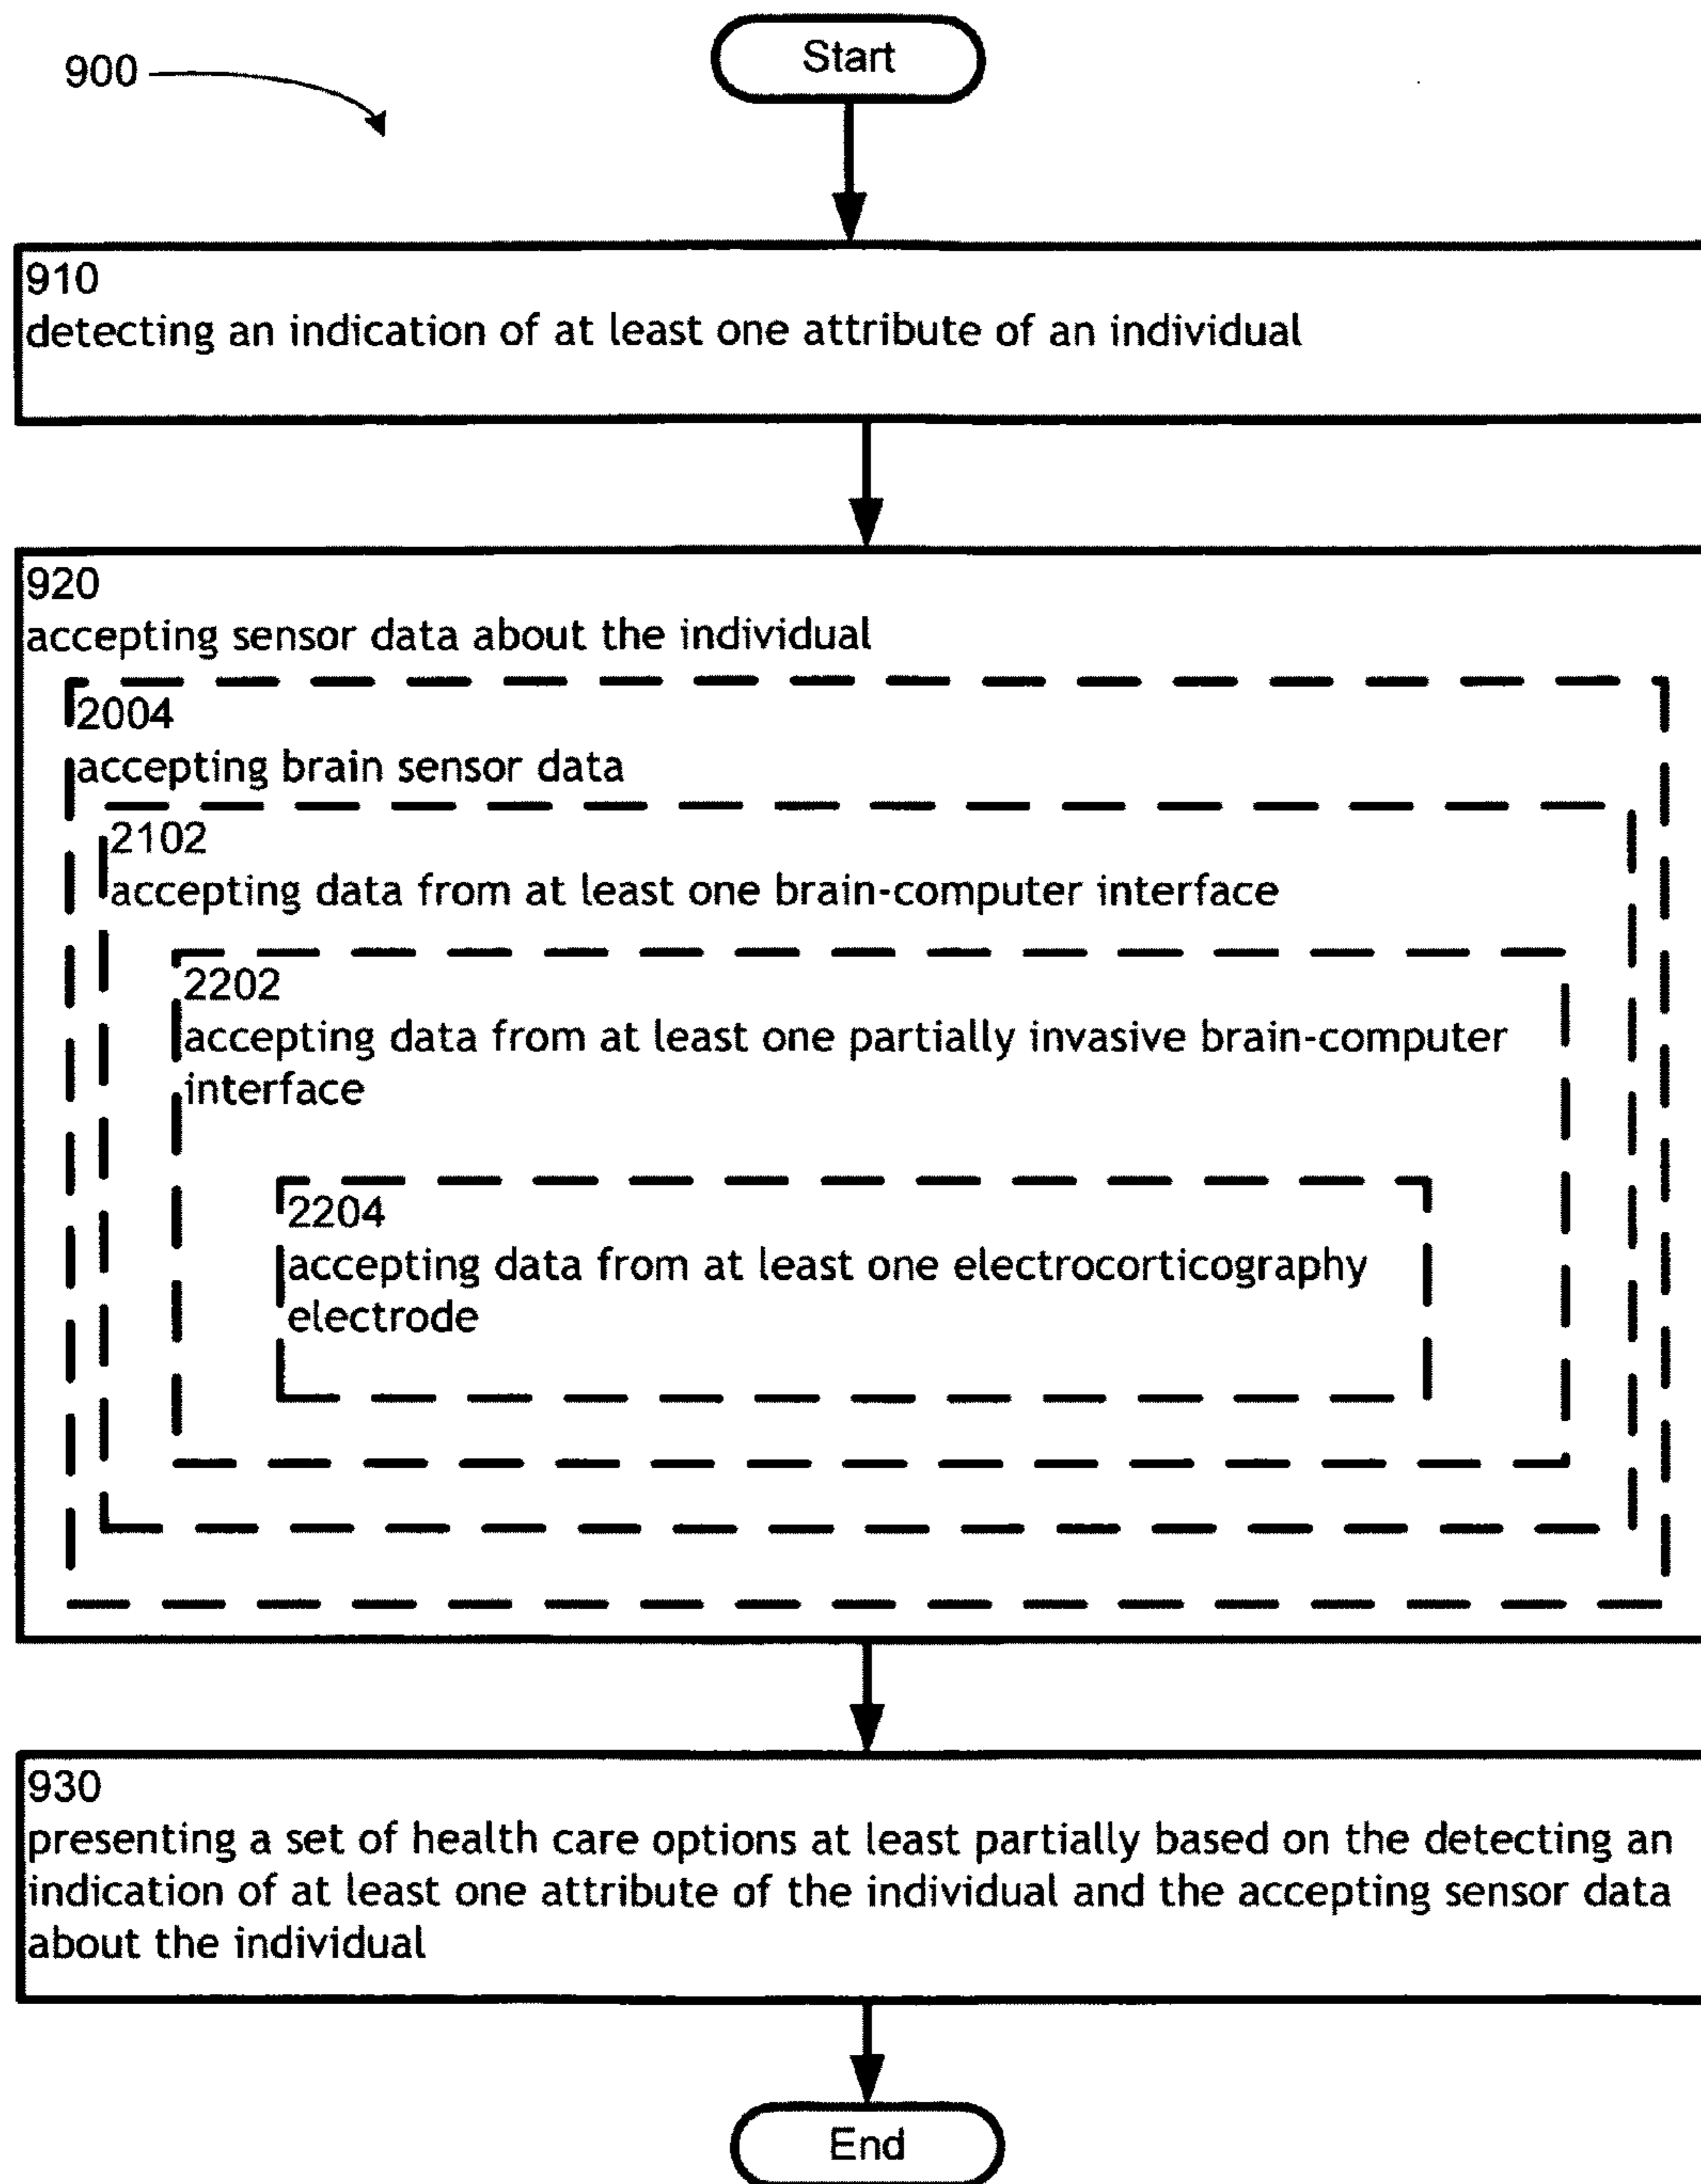 Start
900
910
detecting an indication of at least one attribute of an individual
920
accepting sensor data about the individual
2004
accepting brain sensor data
2102
accepting data from at least one brain-computer interface
2202
accepting data from at least one partially invasive brain-computer
interface
2204
accepting data from at least one electrocorticography
electrode
930
presenting a set of health care options at least partially based on the detecting an
indication of at least one attribute of the individual and the accepting sensor data
about the individual
End